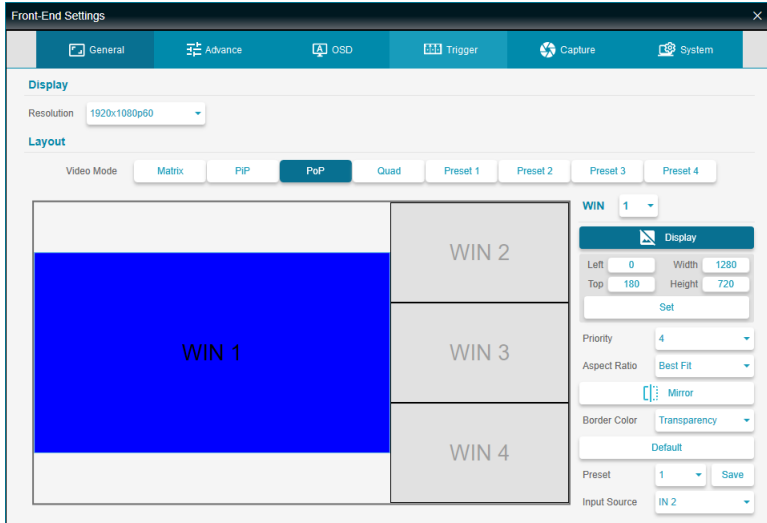 Front-End Settings
General Advance OSD Trigger Capture System
Display
Resolution 1920x1080p60
Layout
Video Mode Matrix PiP PoP Quad Preset 1 Preset 2 Preset 3 Preset 4
WIN 1
Display
Left 0 Width 1280
Top 180 Height 720
Set
Priority 4
Aspect Ratio Best Fit
Mirror
Border Color Transparency
Default
Preset 1 Save
Input Source IN 2
WIN 1
WIN 2
WIN 3
WIN 4